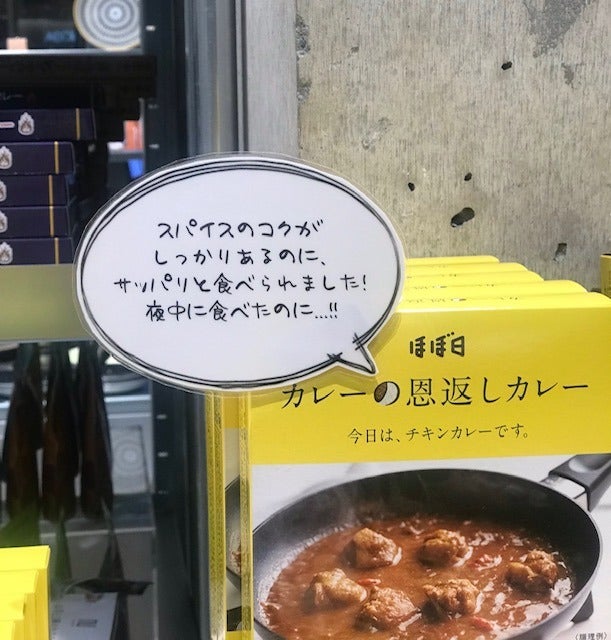 スパイスのコクが
しっかりあるのに、
サッパリと食べられました!
夜中に食べたのに...!!
ほぼ日
カレーの恩返しカレー
今日は、チキンカレーです。
(調理例)